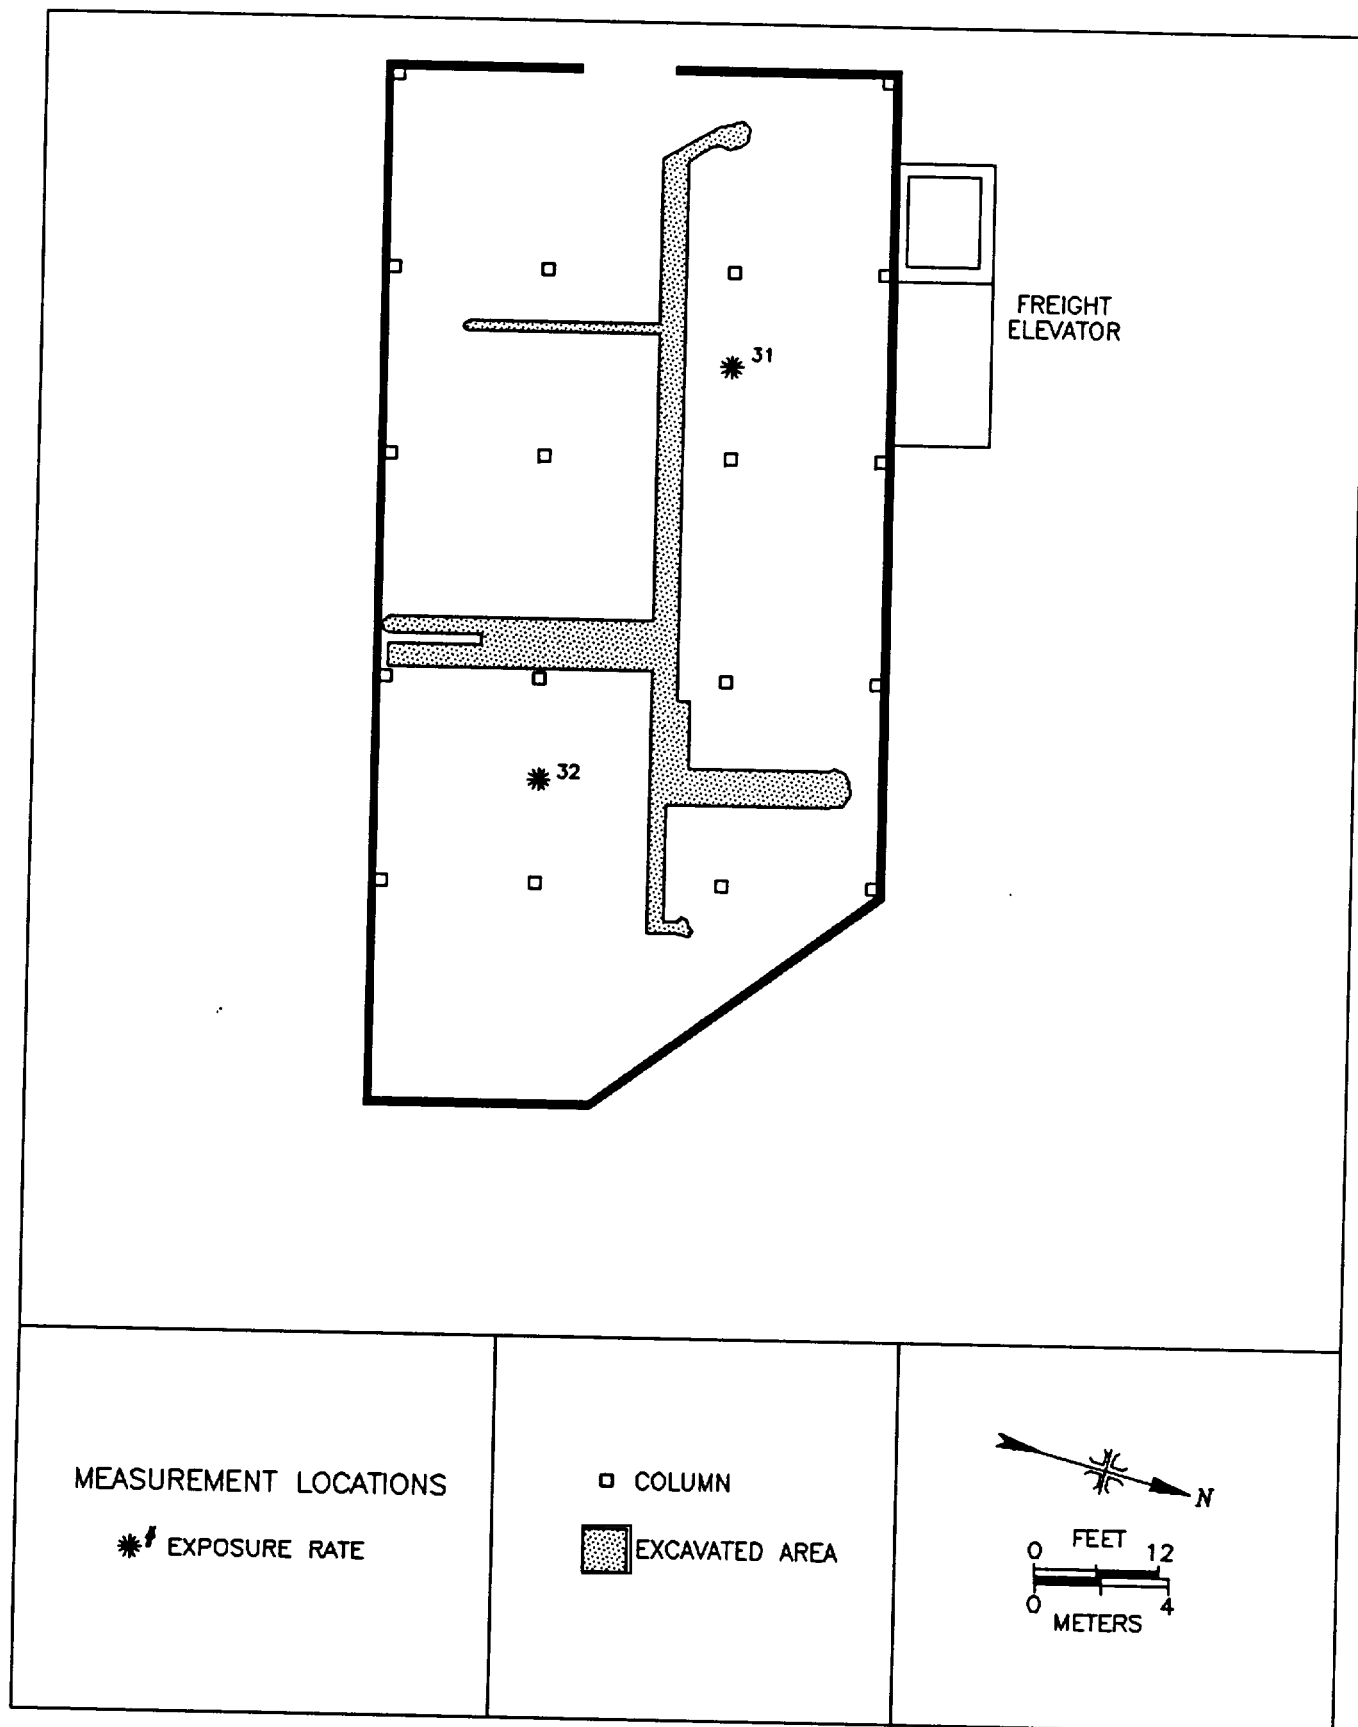 31
FREIGHT
ELEVATOR
32
MEASUREMENT LOCATIONS
# EXPOSURE RATE
COLUMN
EXCAVATED AREA
N
FEET
0 12
0 4
METERS